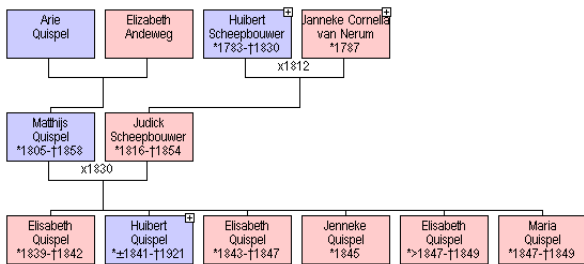 Arie
Quispel
Elizabeth
Andeweg
Huibert
Scheepbouwer
*1783-†1830
Janneke Cornelia
van Nerum
*1787
x1812
Matthijs
Quispel
*1805-†1858
Judick
Scheepbouwer
*1816-†1854
x1830
Elisabeth
Quispel
*1839-†1842
Huibert
Quispel
*±1841-†1921
Elisabeth
Quispel
*1843-†1847
Jenneke
Quispel
*1845
Elisabeth
Quispel
*>1847-†1849
Maria
Quispel
*1847-†1849